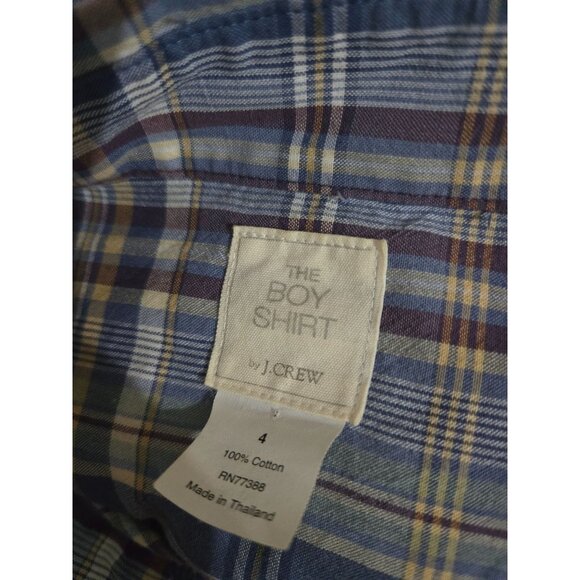 THE
BOY
SHIRT
by J.CREW
4
100% Cotton
RN77388
Made in Thailand